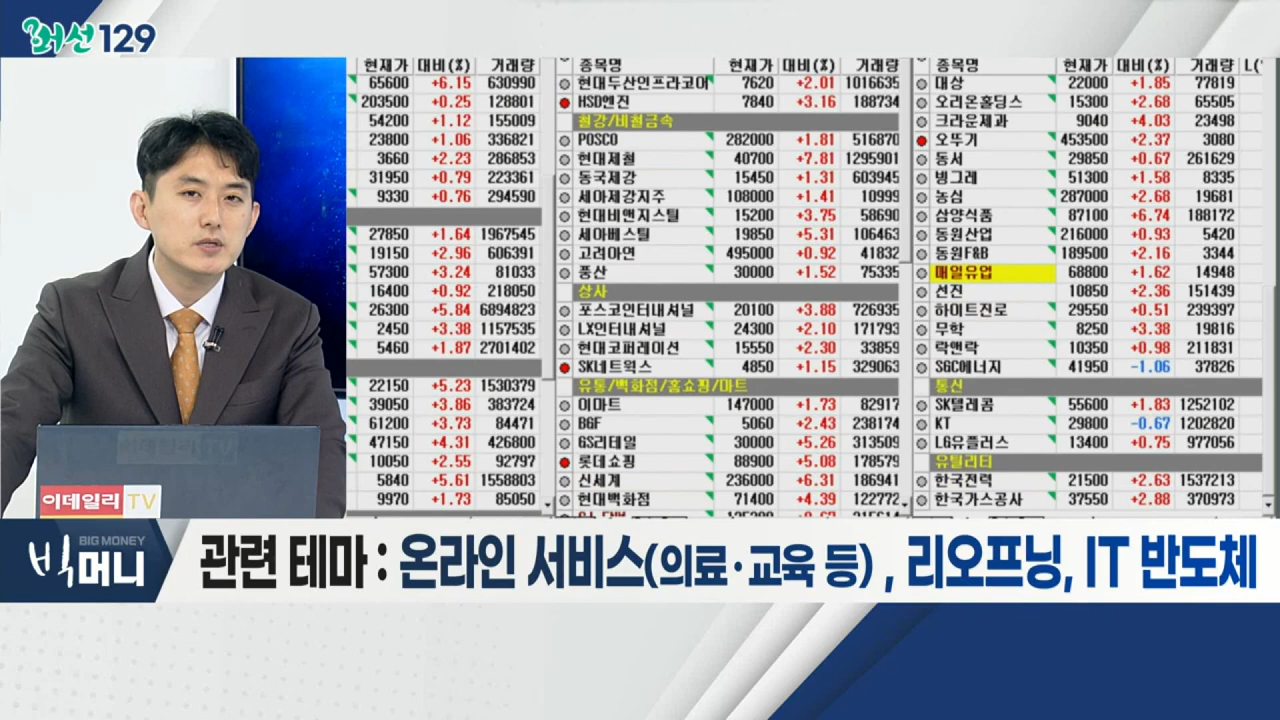 머선129
현재가 대비(%) 거래량
65600 +6.15 630990
203500 +0.25 128801
54200 +1.12 155009
23800 +1.06 336821
3660 +2.23 286853
31950 +0.79 223361
9330 +0.76 294590
27850 +1.64 1967545
19150 +2.96 606391
57300 +3.24 81033
16400 +0.92 218050
26300 +5.84 6894823
2450 +3.38 1157535
5460 +1.87 2701402
22150 +5.23 1530379
39050 +3.86 383724
61200 +3.73 84471
47150 +4.31 426800
10050 +2.55 92797
5840 +5.61 1558803
9970 +1.73 85050
종목명 현재가 대비(%) 거래량
현대두산인프라코어 7620 +2.01 1016635
HSD엔진 7840 +3.16 188734
철강/비철금속
POSCO 282000 +1.81 516870
현대제철 40700 +7.81 1295901
동국제강 15450 +1.31 603945
세아제강지주 108000 +1.41 10999
현대비앤지스틸 15200 +3.75 58690
세아베스틸 19850 +5.31 106463
고려아연 495000 +0.92 41832
풍산 30000 +1.52 75335
상사
포스코인터내셔널 20100 +3.88 726935
LX인터내셔널 24300 +2.10 171793
현대코퍼레이션 15550 +2.30 33859
SK네트웍스 4850 +1.15 329063
유통/백화점/홈쇼핑/마트
이마트 147000 +1.73 82917
BGF 5060 +2.43 238174
GS리테일 30000 +5.26 313509
롯데쇼핑 88900 +5.08 178579
신세계 236000 +6.31 186941
현대백화점 71400 +4.39 122772
종목명 현재가 대비(%) 거래량
대상 22000 +1.85 77819
오리온홀딩스 15300 +2.68 65505
크라운제과 9040 +4.03 23498
오뚜기 453500 +2.37 3080
동서 29850 +0.67 261629
빙그레 51300 +1.58 8335
농심 287000 +2.68 19681
삼양식품 87100 +6.74 188172
동원산업 216000 +0.93 5420
동원F&B 189500 +2.16 3344
매일유업 68800 +1.62 14948
선진 10850 +2.36 151439
하이트진로 29550 +0.51 239397
무학 8250 +3.38 19816
락앤락 10350 +0.98 211831
SGC에너지 41950 -1.06 37826
통신
SK텔레콤 55600 +1.83 1252102
KT 29800 -0.67 1202820
LG유플러스 13400 +0.75 977056
유틸리티
한국전력 21500 +2.63 1537213
한국가스공사 37550 +2.88 370973
이데일리TV
BIG MONEY
빅머니
관련 테마 : 온라인 서비스(의료·교육 등) , 리오프닝, IT 반도체